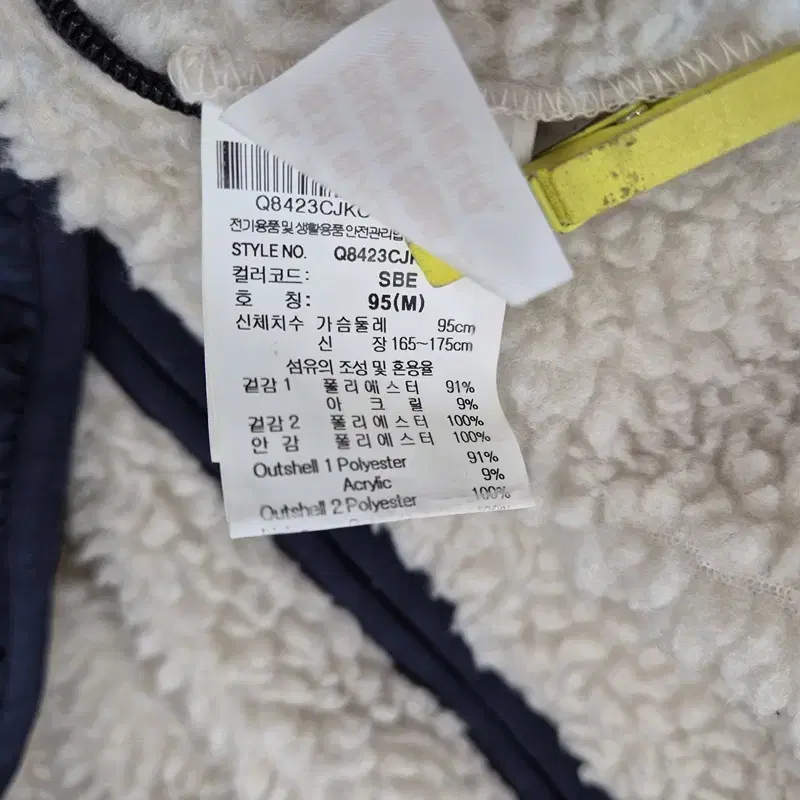 Q8423CJKC
전기용품 및 생활용품 안전관리법
STYLE NO. Q8423CJK
컬러코드: SBE
호 칭: 95(M)
신체치수 가슴둘레 95cm
신 장 165~175cm
섬유의 조성 및 혼용율
겉감 1 폴리에스터 91%
아 크 릴 9%
겉감 2 폴리에스터 100%
안 감 폴리에스터 100%
Outshell 1 Polyester 91%
Acrylic 9%
Outshell 2 Polyester 100%